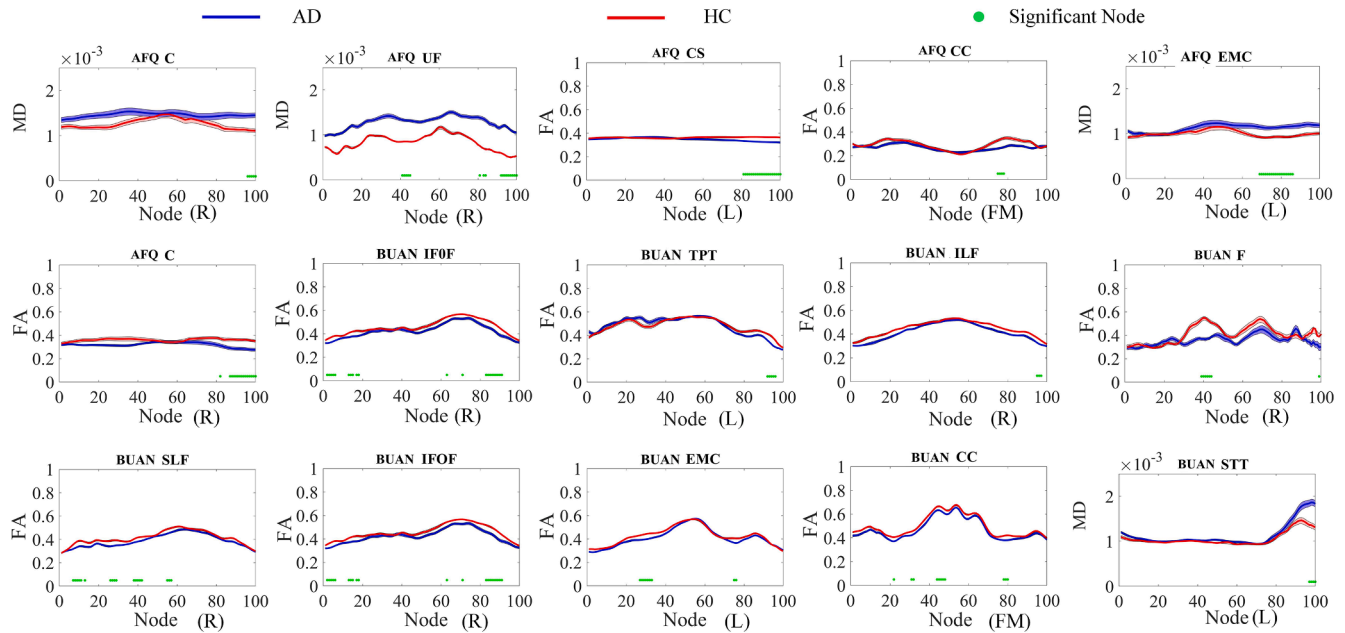 AD HC Significant Node
×10⁻³ AFQ C
MD
2
1
0
0 20 40 60 80 100
Node (R)
×10⁻³ AFQ UF
MD
2
1
0
0 20 40 60 80 100
Node (R)
AFQ CS
FA
1
0.8
0.6
0.4
0.2
0
0 20 40 60 80 100
Node (L)
AFQ CC
FA
1
0.8
0.6
0.4
0.2
0
0 20 40 60 80 100
Node (FM)
×10⁻³ AFQ EMC
MD
2
1
0
0 20 40 60 80 100
Node (L)
AFQ C
FA
1
0.8
0.6
0.4
0.2
0
0 20 40 60 80 100
Node (R)
BUAN IF0F
FA
1
0.8
0.6
0.4
0.2
0
0 20 40 60 80 100
Node (R)
BUAN TPT
FA
1
0.8
0.6
0.4
0.2
0
0 20 40 60 80 100
Node (L)
BUAN ILF
FA
1
0.8
0.6
0.4
0.2
0
0 20 40 60 80 100
Node (R)
BUAN F
FA
1
0.8
0.6
0.4
0.2
0
0 20 40 60 80 100
Node (R)
BUAN SLF
FA
1
0.8
0.6
0.4
0.2
0
0 20 40 60 80 100
Node (R)
BUAN IFOF
FA
1
0.8
0.6
0.4
0.2
0
0 20 40 60 80 100
Node (R)
BUAN EMC
FA
1
0.8
0.6
0.4
0.2
0
0 20 40 60 80 100
Node (L)
BUAN CC
FA
1
0.8
0.6
0.4
0.2
0
0 20 40 60 80 100
Node (FM)
×10⁻³ BUAN STT
MD
2
1
0
0 20 40 60 80 100
Node (L)